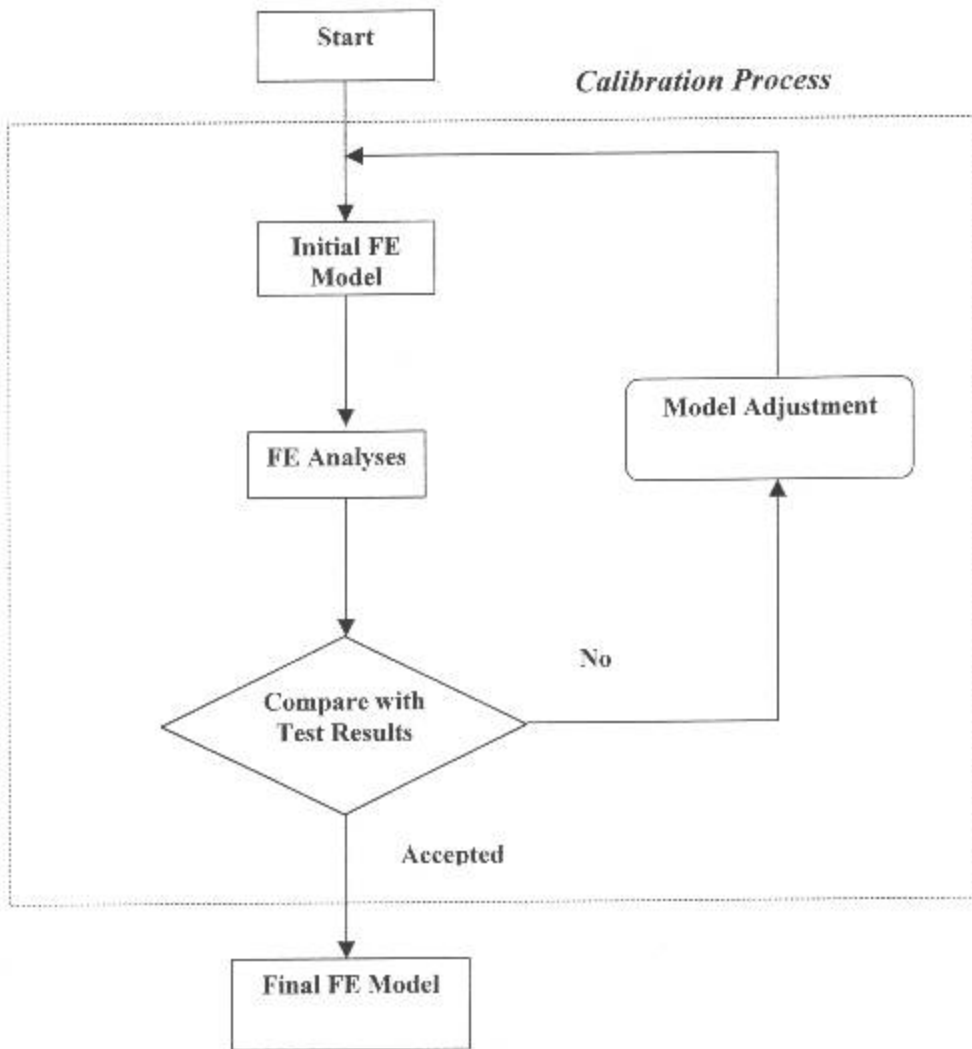 Start
Calibration Process
Initial FE
Model
Model Adjustment
FE Analyses
No
Compare with
Test Results
Accepted
Final FE Model